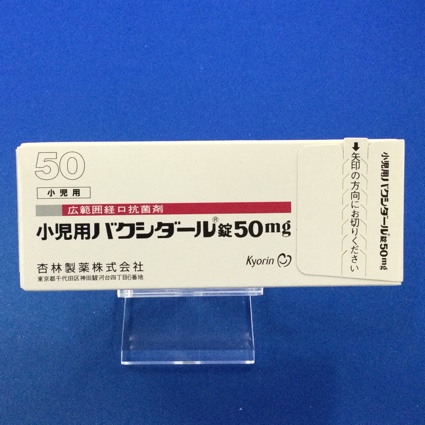 50
小児用
広範囲経口抗菌剤
小児用バクシダール®錠50mg
Kyorin
杏林製薬株式会社
東京都千代田区神田駿河台四丁目6番地
矢印の方向にお切りください
小児用バクシダール錠50mg